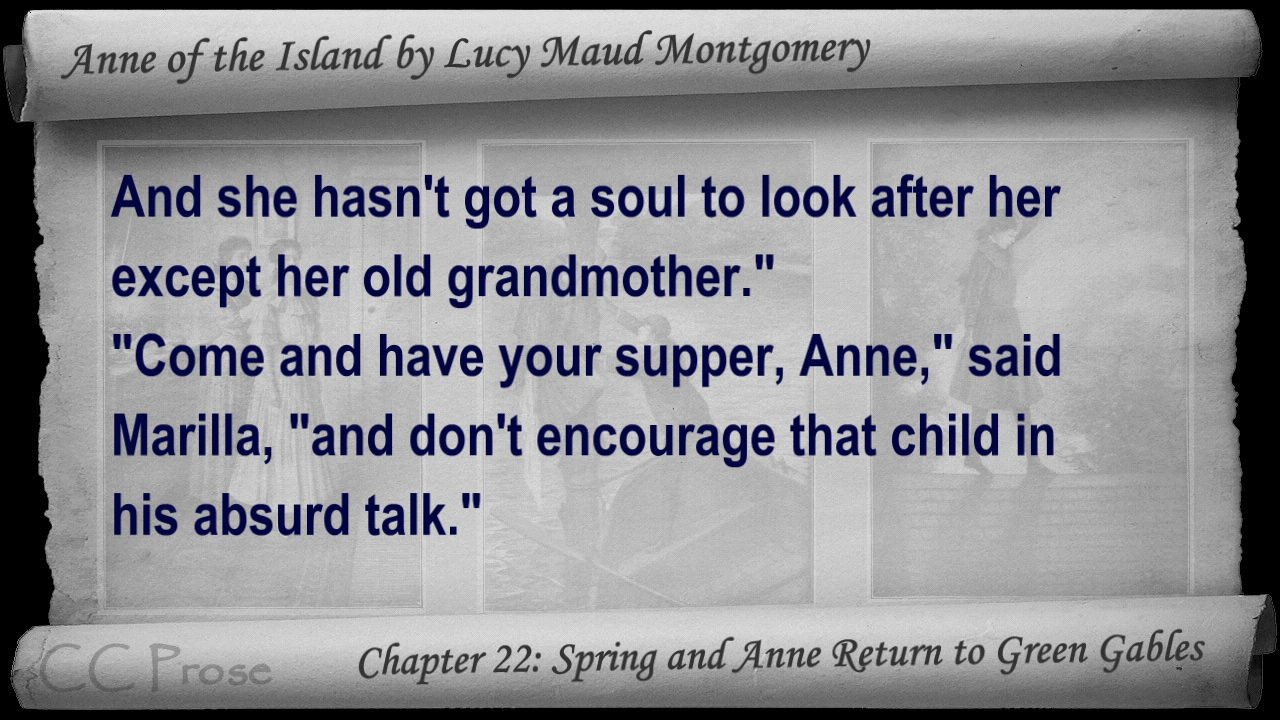 Anne of the Island by Lucy Maud Montgomery
And she hasn't got a soul to look after her
except her old grandmother."
"Come and have your supper, Anne," said
Marilla, "and don't encourage that child in
his absurd talk."
CC Prose
Chapter 22: Spring and Anne Return to Green Gables